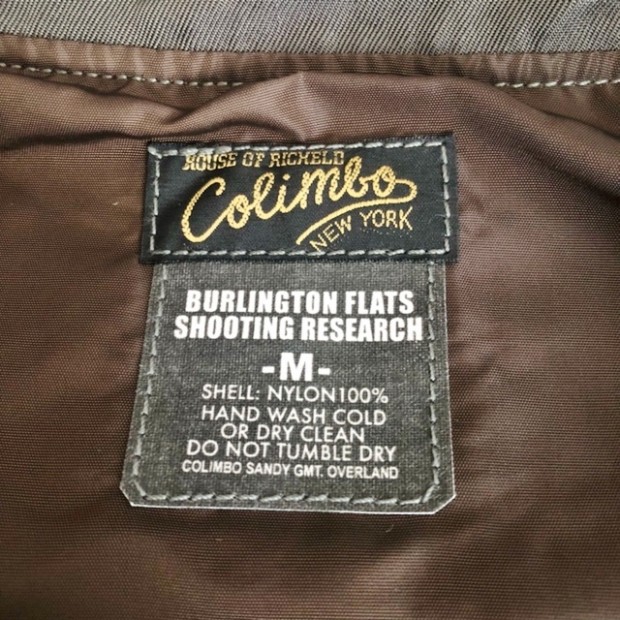 HOUSE OF RICHELD
Colimbo
NEW YORK
BURLINGTON FLATS
SHOOTING RESEARCH
-M-
SHELL: NYLON100%
HAND WASH COLD
OR DRY CLEAN
DO NOT TUMBLE DRY
COLIMBO SANDY GMT. OVERLAND